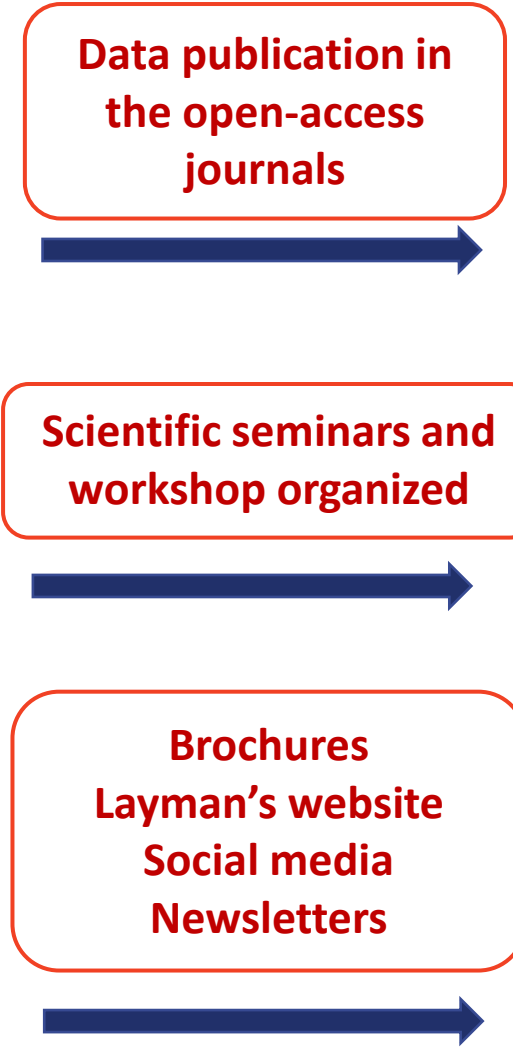 Data publication in
the open-access
journals
Scientific seminars and
workshop organized
Brochures
Layman’s website
Social media
Newsletters